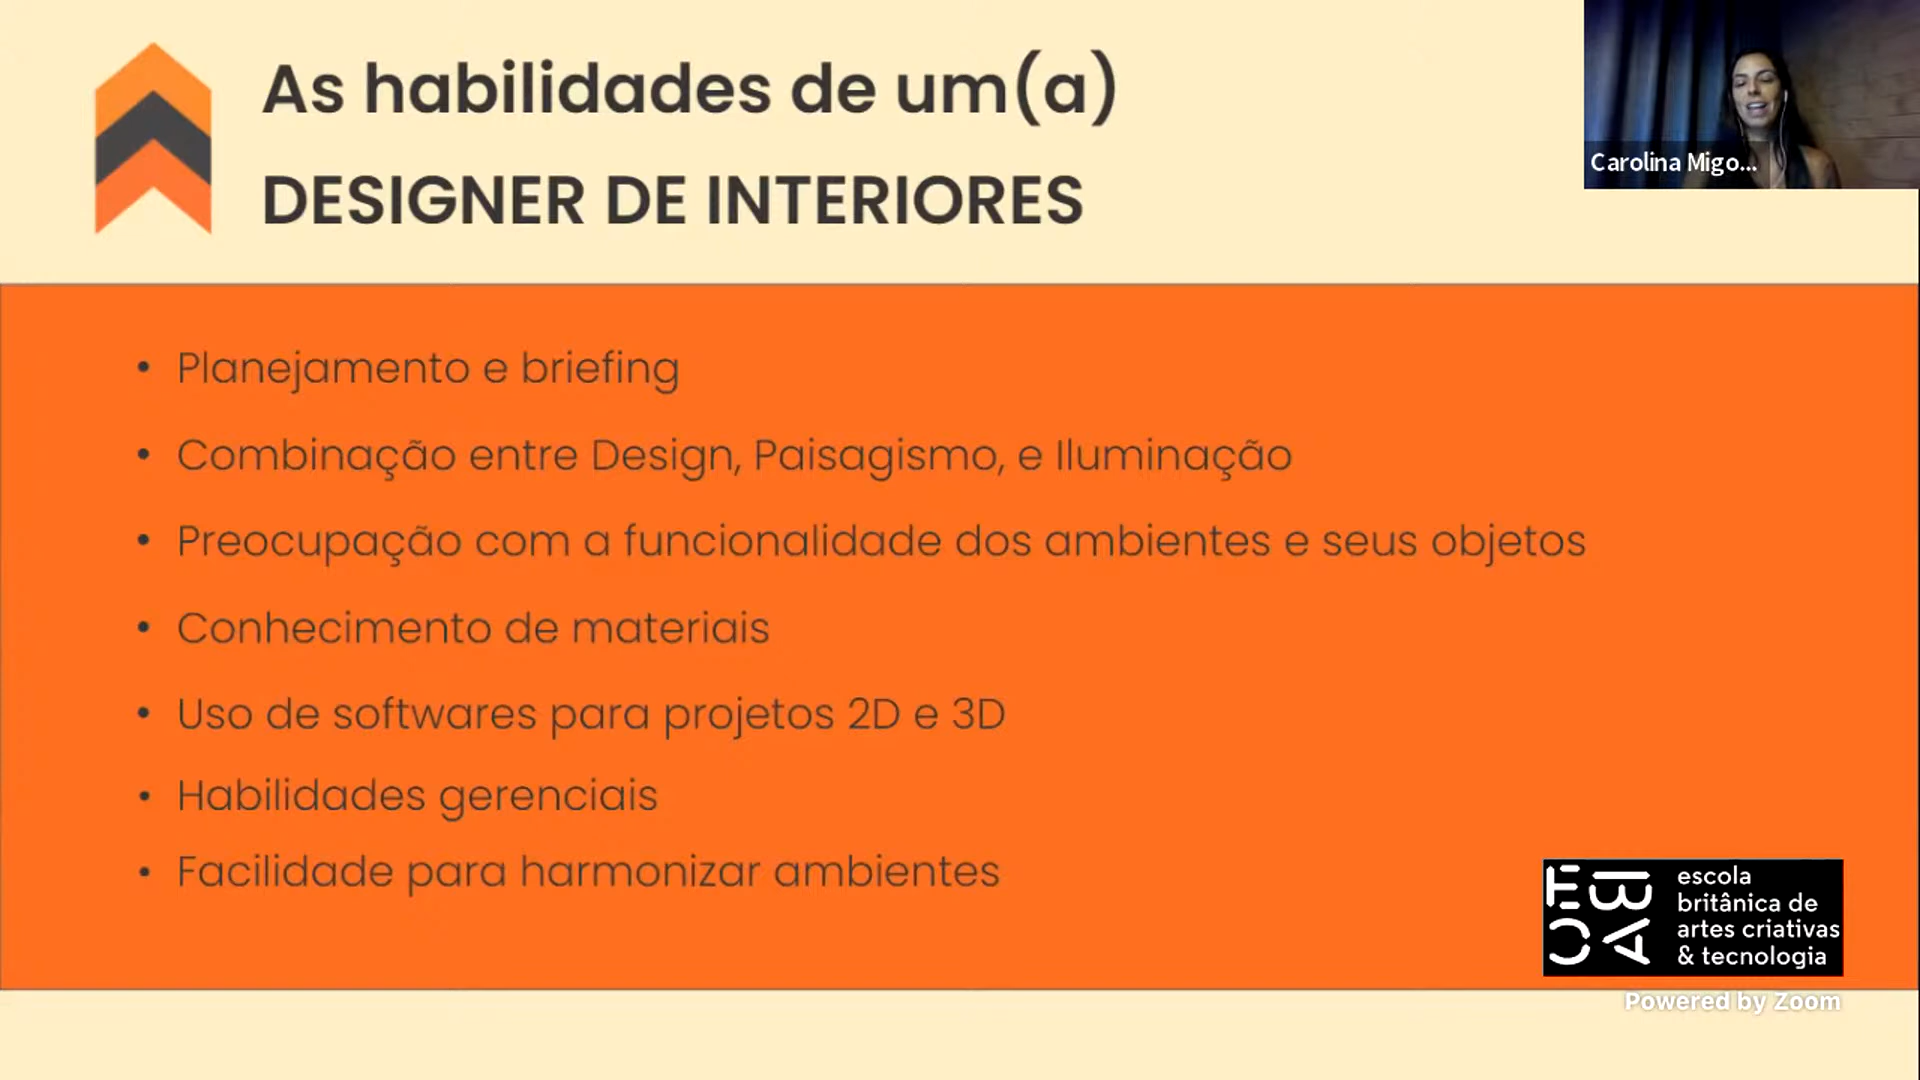 As habilidades de um(a)
DESIGNER DE INTERIORES
Carolina Migo...
• Planejamento e briefing
• Combinação entre Design, Paisagismo, e Iluminação
• Preocupação com a funcionalidade dos ambientes e seus objetos
• Conhecimento de materiais
• Uso de softwares para projetos 2D e 3D
• Habilidades gerenciais
• Facilidade para harmonizar ambientes
EBAC
escola
britânica de
artes criativas
& tecnologia
Powered by Zoom